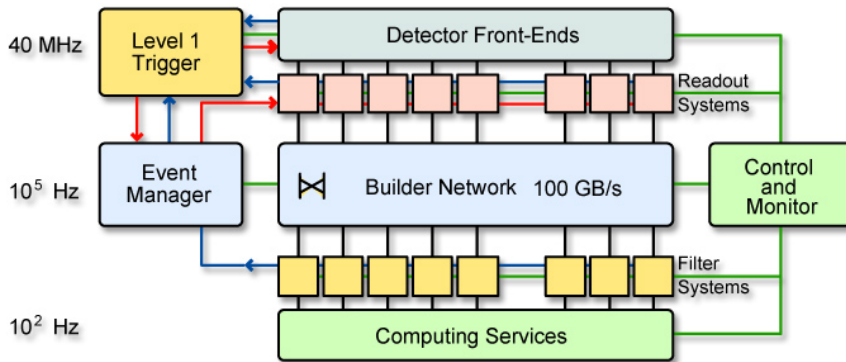 40 MHz
Level 1
Trigger
Detector Front-Ends
Readout
Systems
10⁵ Hz
Event
Manager
Builder Network 100 GB/s
Control
and
Monitor
Filter
Systems
10² Hz
Computing Services